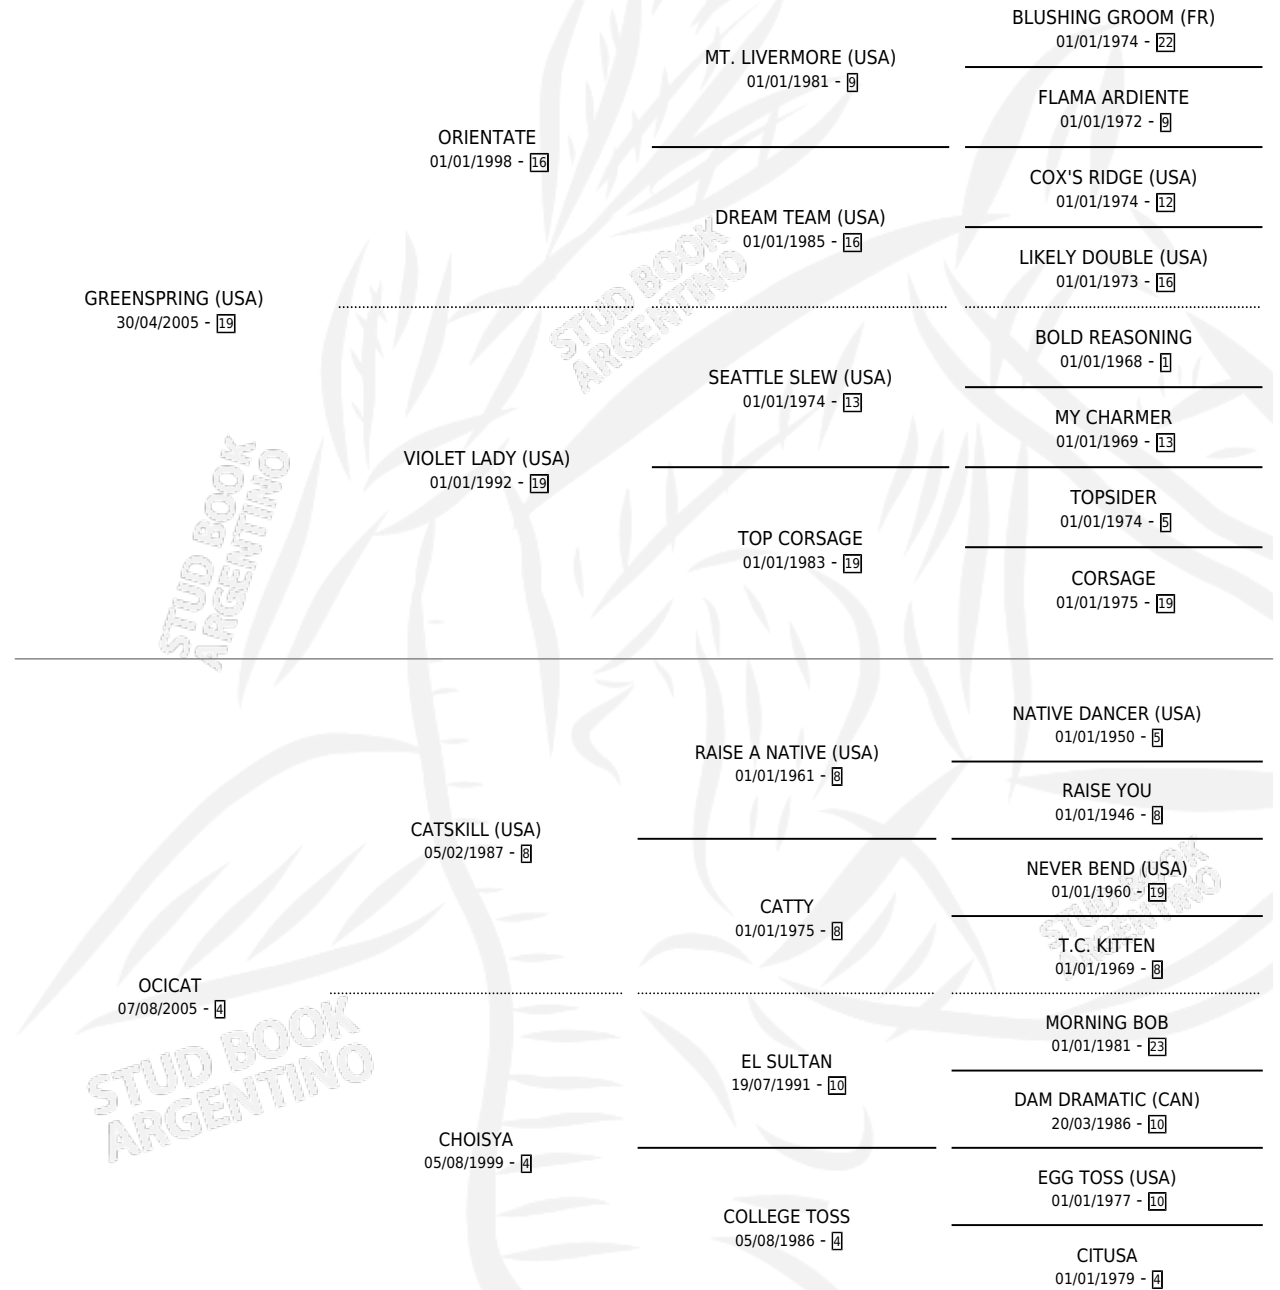 BLUSHING GROOM (FR)
01/01/1974 - 22
MT. LIVERMORE (USA)
01/01/1981 - 9
FLAMA ARDIENTE
01/01/1972 - 9
ORIENTATE
01/01/1998 - 16
COX'S RIDGE (USA)
01/01/1974 - 12
DREAM TEAM (USA)
01/01/1985 - 16
LIKELY DOUBLE (USA)
01/01/1973 - 16
GREENSPRING (USA)
30/04/2005 - 19
STUD BOOK
ARGENTINO
BOLD REASONING
01/01/1968 - 1
SEATTLE SLEW (USA)
01/01/1974 - 13
MY CHARMER
01/01/1969 - 13
VIOLET LADY (USA)
01/01/1992 - 19
TOPSIDER
01/01/1974 - 5
TOP CORSAGE
01/01/1983 - 19
CORSAGE
01/01/1975 - 19
STUD BOOK
ARGENTINO
NATIVE DANCER (USA)
01/01/1950 - 5
RAISE A NATIVE (USA)
01/01/1961 - 8
RAISE YOU
01/01/1946 - 8
CATSKILL (USA)
05/02/1987 - 8
NEVER BEND (USA)
01/01/1960 - 19
CATTY
01/01/1975 - 8
T.C. KITTEN
01/01/1969 - 8
STUD BOOK
ARGENTINO
OCICAT
07/08/2005 - 4
STUD BOOK
ARGENTINO
MORNING BOB
01/01/1981 - 23
EL SULTAN
19/07/1991 - 10
DAM DRAMATIC (CAN)
20/03/1986 - 10
CHOISYA
05/08/1999 - 4
EGG TOSS (USA)
01/01/1977 - 10
COLLEGE TOSS
05/08/1986 - 4
CITUSA
01/01/1979 - 4